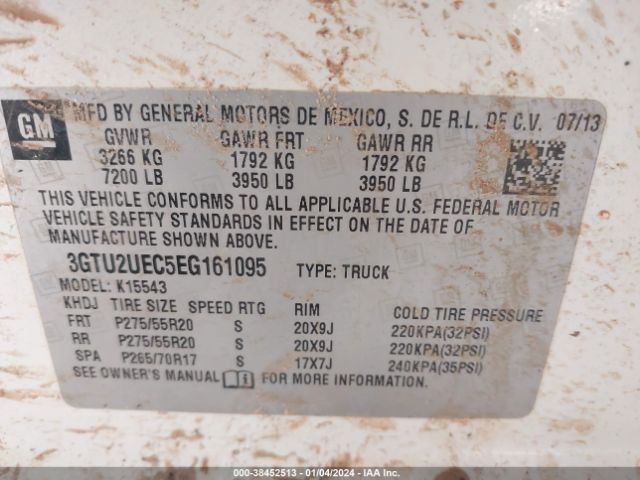 GM
MFD BY GENERAL MOTORS DE MEXICO, S. DE R.L. DE C.V. 07/13
GVWR GAWR FRT GAWR RR
3266 KG 1792 KG 1792 KG
7200 LB 3950 LB 3950 LB
THIS VEHICLE CONFORMS TO ALL APPLICABLE U.S. FEDERAL MOTOR
VEHICLE SAFETY STANDARDS IN EFFECT ON THE DATE OF
MANUFACTURE SHOWN ABOVE.
3GTU2UEC5EG161095 TYPE: TRUCK
MODEL: K15543
KHDJ TIRE SIZE SPEED RTG RIM COLD TIRE PRESSURE
FRT P275/55R20 S 20X9J 220KPA(32PSI)
RR P275/55R20 S 20X9J 220KPA(32PSI)
SPA P265/70R17 S 17X7J 240KPA(35PSI)
SEE OWNER'S MANUAL FOR MORE INFORMATION.
000-38452513 - 01/04/2024 - IAA Inc.